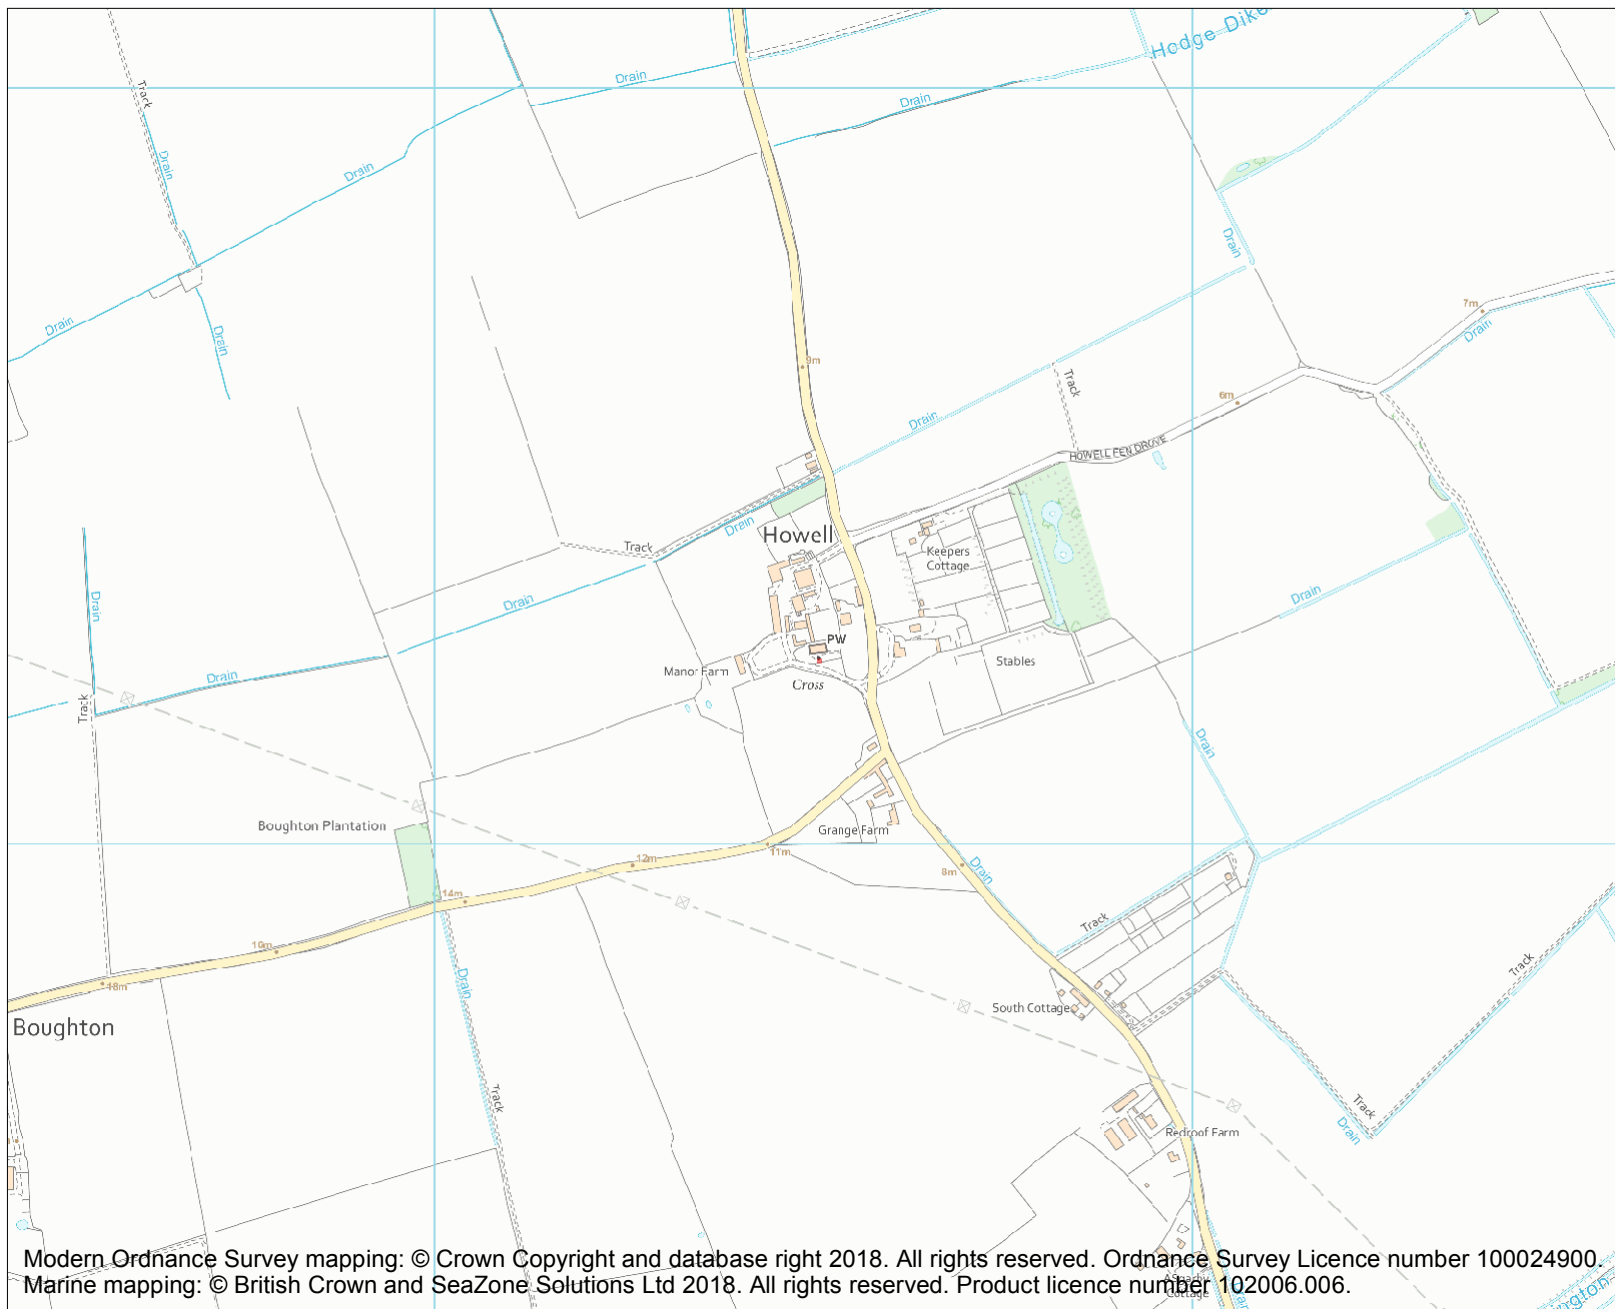 Hodge Dike
Drain
Track
Drain
Drain
Drain
Drain
Drain
7m
Drain
Drain
9m
Track
6m
Drain
HOWELL FEN DROVE
Drain
Howell
Track
Keepers
Cottage
Drain
Drain
Drain
PW
Manor Farm
Stables
Drain
Cross
Track
Drain
Boughton Plantation
Grange Farm
11m
12m
8m
Drain
14m
Track
10m
Drain
Track
18m
South Cottage
Boughton
Track
Track
Drain
Redroof Farm
Modern Ordnance Survey mapping: © Crown Copyright and database right 2018. All rights reserved. Ordnance Survey Licence number 100024900.
Marine mapping: © British Crown and SeaZone Solutions Ltd 2018. All rights reserved. Product licence number 102006.006.
Cottage